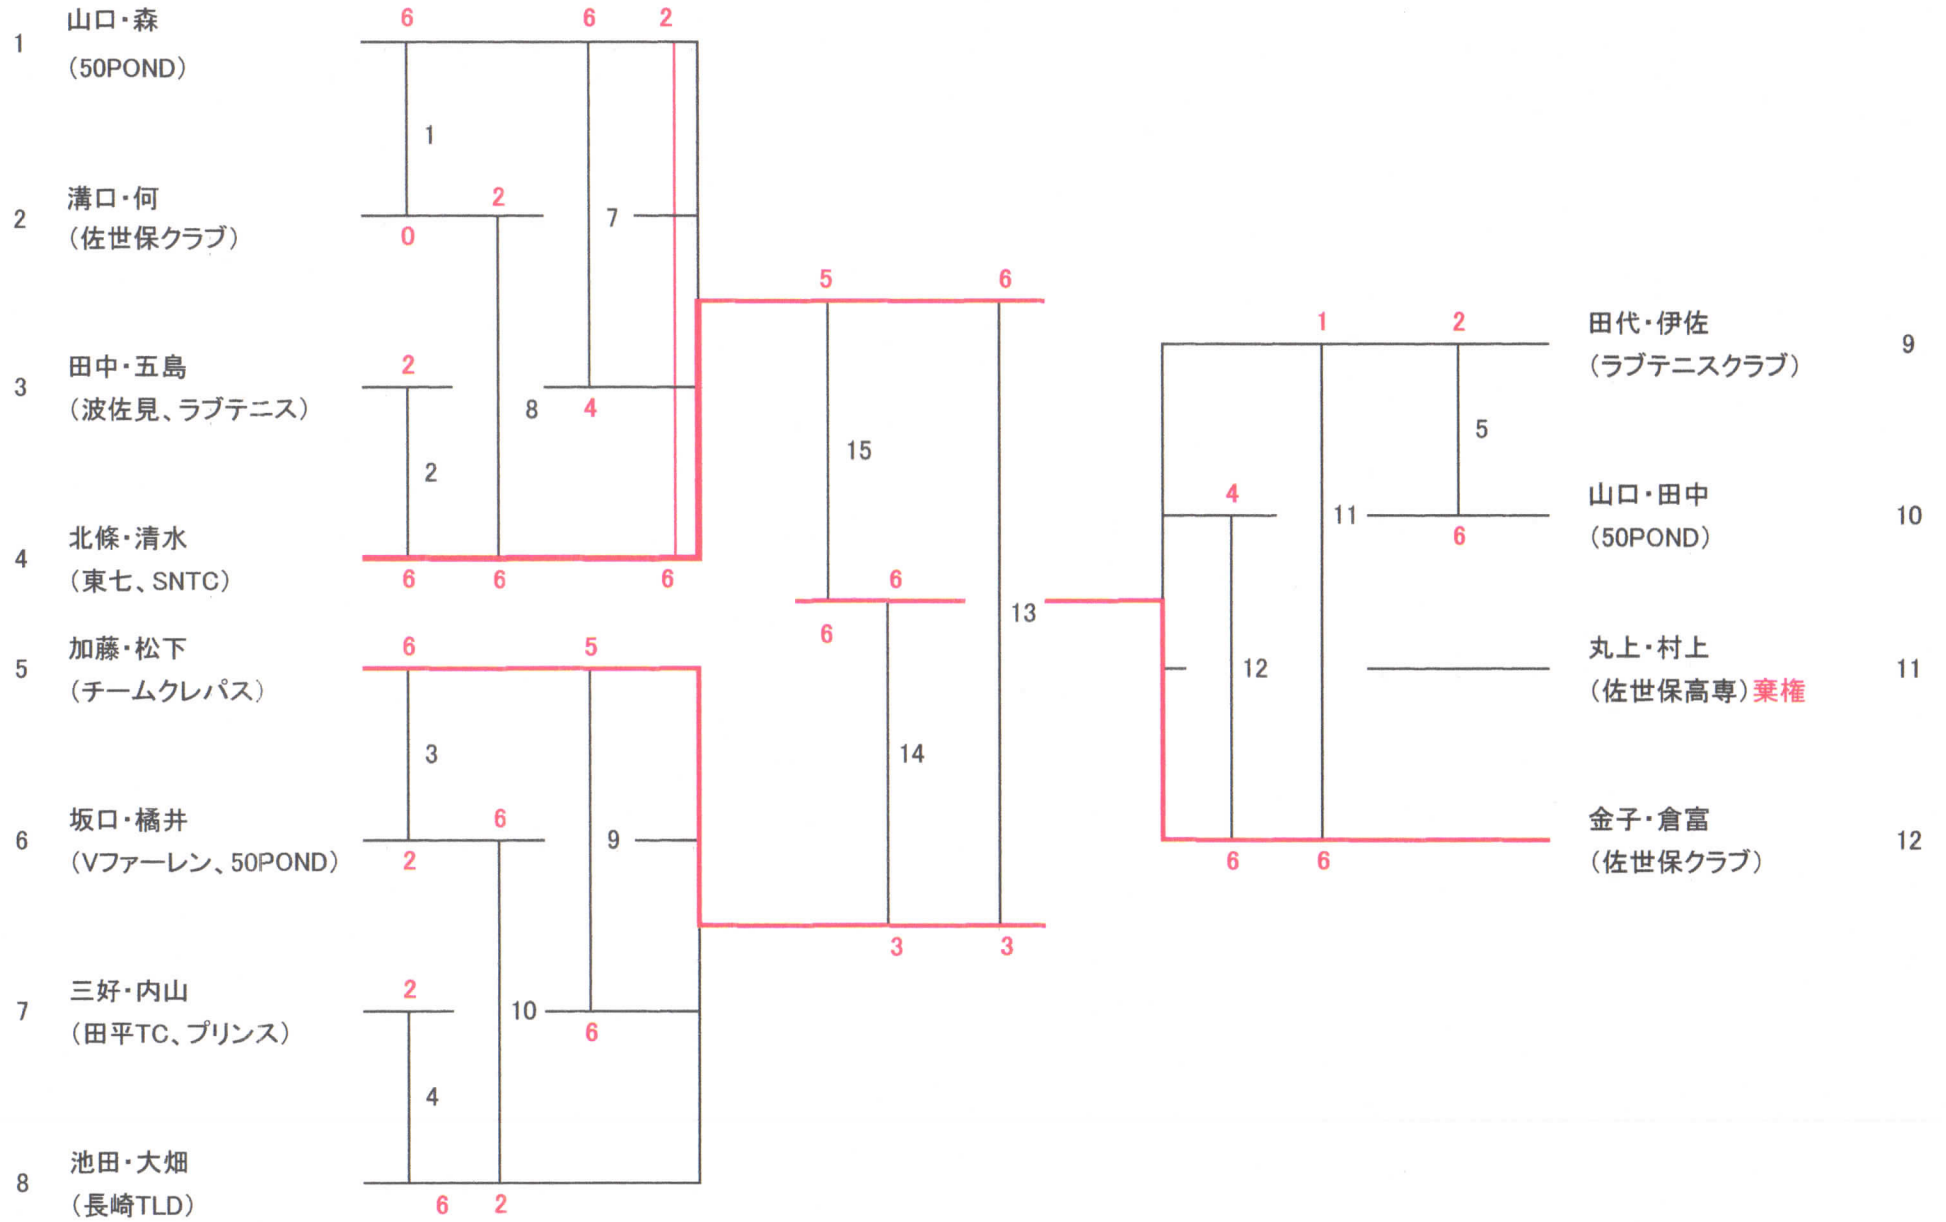 山口・森
6
6
2
1
(50POND)
1
溝口・何
2
2
7
(佐世保クラブ)
0
5
6
田中・五島
2
3
8
(波佐見、ラブテニス)
4
15
2
北條・清水
4
(東七、SNTC)
6
6
6
6
13
加藤・松下
6
5
6
5
(チームクレパス)
3
14
坂口・橘井
6
6
9
(Vファーレン、50POND)
2
3
3
三好・内山
2
7
10
(田平TC、プリンス)
6
4
池田・大畑
8
(長崎TLD)
6
2
1
2
田代・伊佐
9
(ラブテニスクラブ)
5
4
山口・田中
11
10
6
(50POND)
丸上・村上
12
11
(佐世保高専)棄権
金子・倉富
12
6
6
(佐世保クラブ)